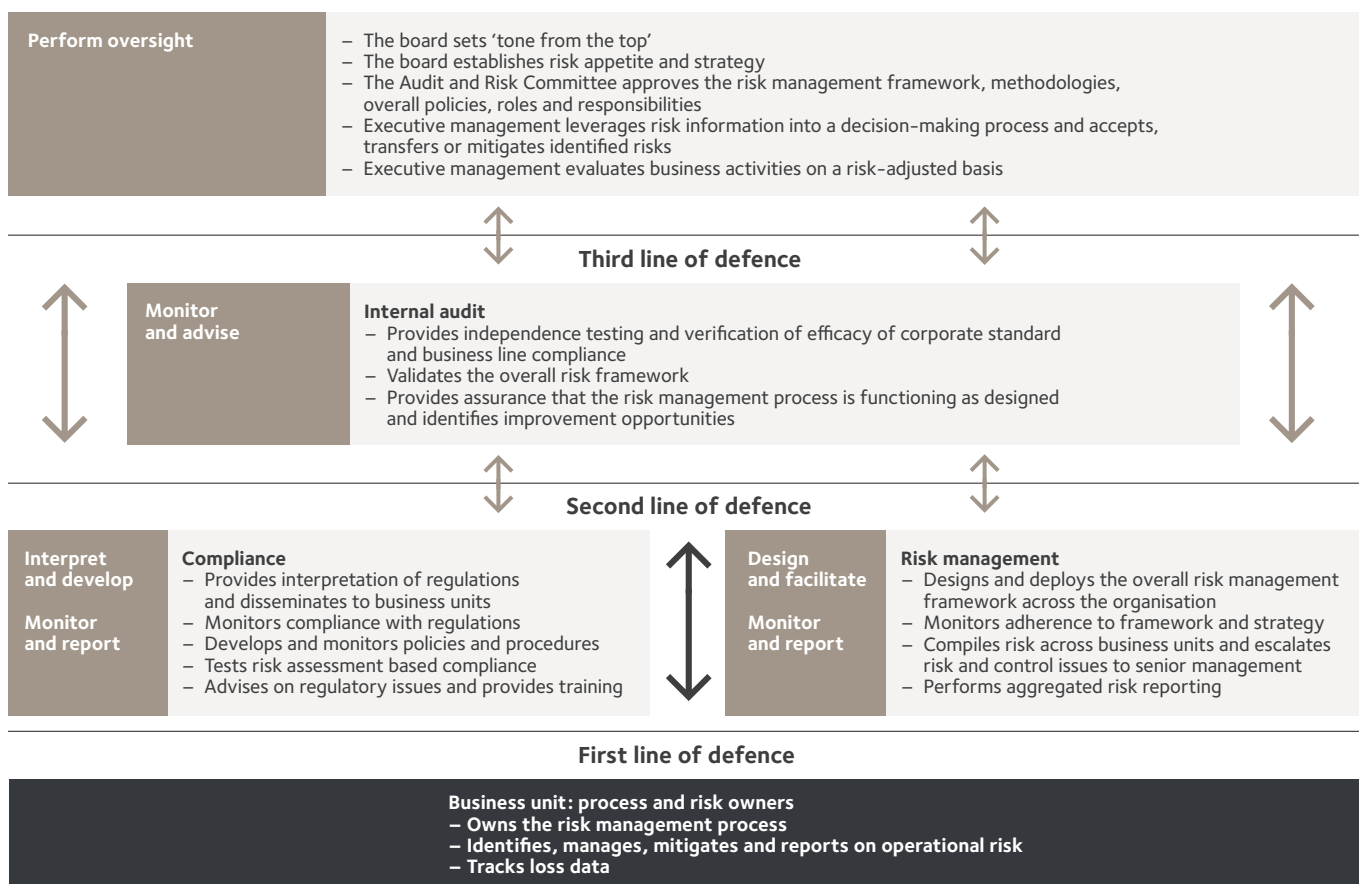 Perform oversight
– The board sets ‘tone from the top’
– The board establishes risk appetite and strategy
– The Audit and Risk Committee approves the risk management framework, methodologies,
overall policies, roles and responsibilities
– Executive management leverages risk information into a decision-making process and accepts,
transfers or mitigates identified risks
– Executive management evaluates business activities on a risk-adjusted basis
Third line of defence
Monitor
and advise
Internal audit
– Provides independence testing and verification of efficacy of corporate standard
and business line compliance
– Validates the overall risk framework
– Provides assurance that the risk management process is functioning as designed
and identifies improvement opportunities
Second line of defence
Interpret
and develop
Monitor
and report
Compliance
– Provides interpretation of regulations
and disseminates to business units
– Monitors compliance with regulations
– Develops and monitors policies and procedures
– Tests risk assessment based compliance
– Advises on regulatory issues and provides training
Design
and facilitate
Monitor
and report
Risk management
– Designs and deploys the overall risk management
framework across the organisation
– Monitors adherence to framework and strategy
– Compiles risk across business units and escalates
risk and control issues to senior management
– Performs aggregated risk reporting
First line of defence
Business unit: process and risk owners
– Owns the risk management process
– Identifies, manages, mitigates and reports on operational risk
– Tracks loss data